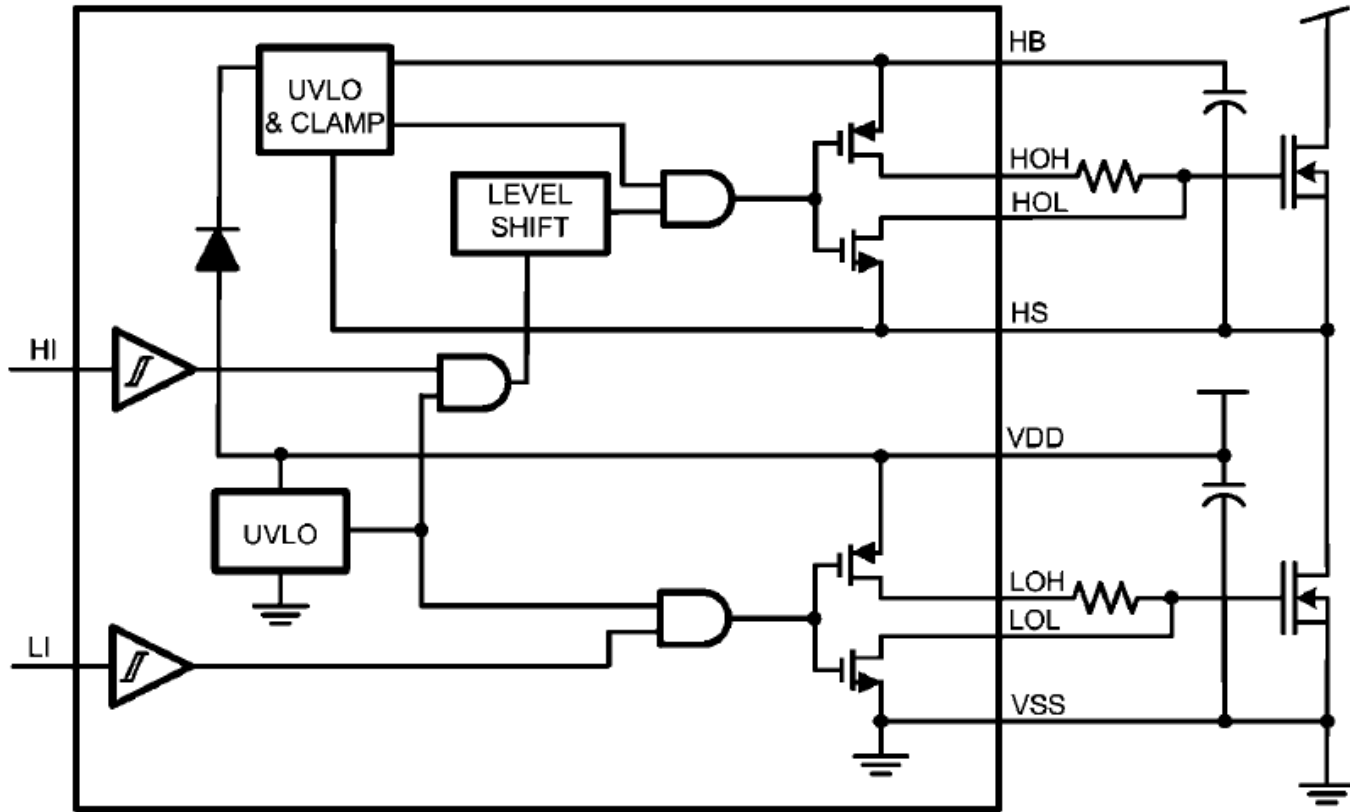 HB
UVLO
& CLAMP
HOH
LEVEL
SHIFT
HOL
HS
HI
VDD
UVLO
LOH
LOL
LI
VSS